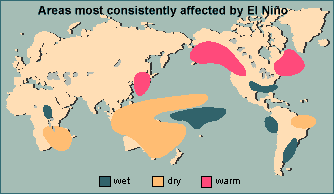 Areas most consistently affected by El Niño
wet dry warm